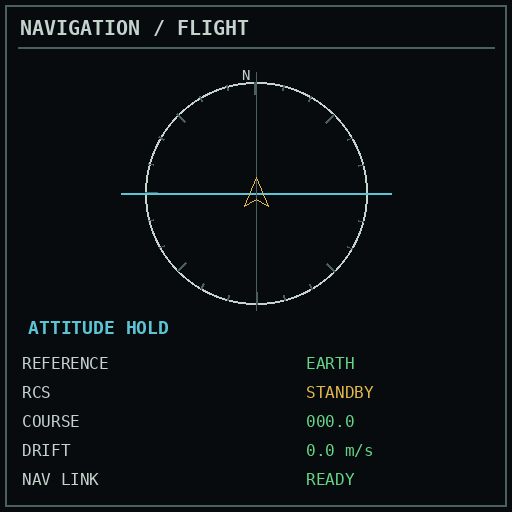 NAVIGATION / FLIGHT
N
ATTITUDE HOLD
REFERENCE EARTH
RCS STANDBY
COURSE 000.0
DRIFT 0.0 m/s
NAV LINK READY